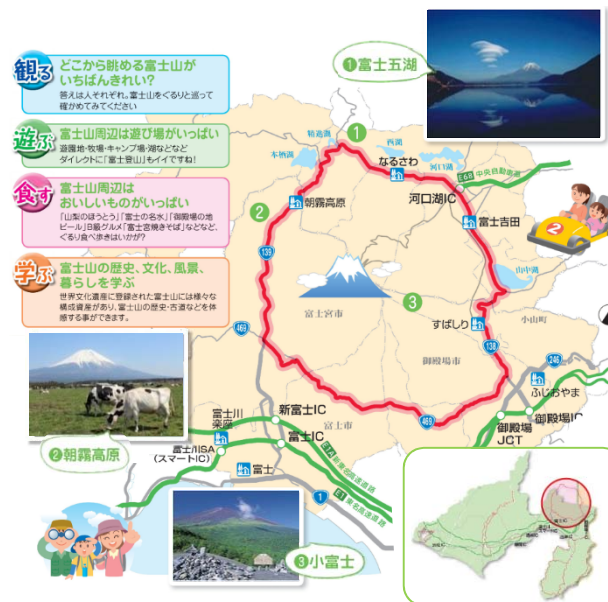 観る
どこから眺める富士山が
いちばんきれい?
答えは人それぞれ。富士山をぐるりと巡って
確かめてみてください
遊ぶ
富士山周辺は遊び場がいっぱい
遊園地・牧場・キャンプ場・湖などなど
ダイレクトに「富士登山」もイイですね!
食す
富士山周辺は
おいしいものがいっぱい
「山梨のほうとう」「富士の名水」「御殿場の地
ビール」B級グルメ「富士宮焼きそば」などなど、
ぐるり食べ歩きはいかが?
学ぶ
富士山の歴史、文化、風景、
暮らしを学ぶ
世界文化遺産に登録された富士山には様々な
構成資産があり、富士山の歴史・古道などを体
感する事ができます。
❶富士五湖
1
精進湖
西湖
本栖湖
なるさわ
河口湖
E68 中央自動車道
河口湖IC
2
朝霧高原
富士吉田
2
139
山中湖
3
富士宮市
すばしり
小山町
469
138
御殿場市
246
ふじおやま
富士市
469
御殿場IC
御殿場
JCT
富士川
楽座
新富士IC
富士IC
富士川SA
(スマートIC)
E1A 新東名高速道路
富士
1
E1 東名高速道路
❷朝霧高原
❸小富士